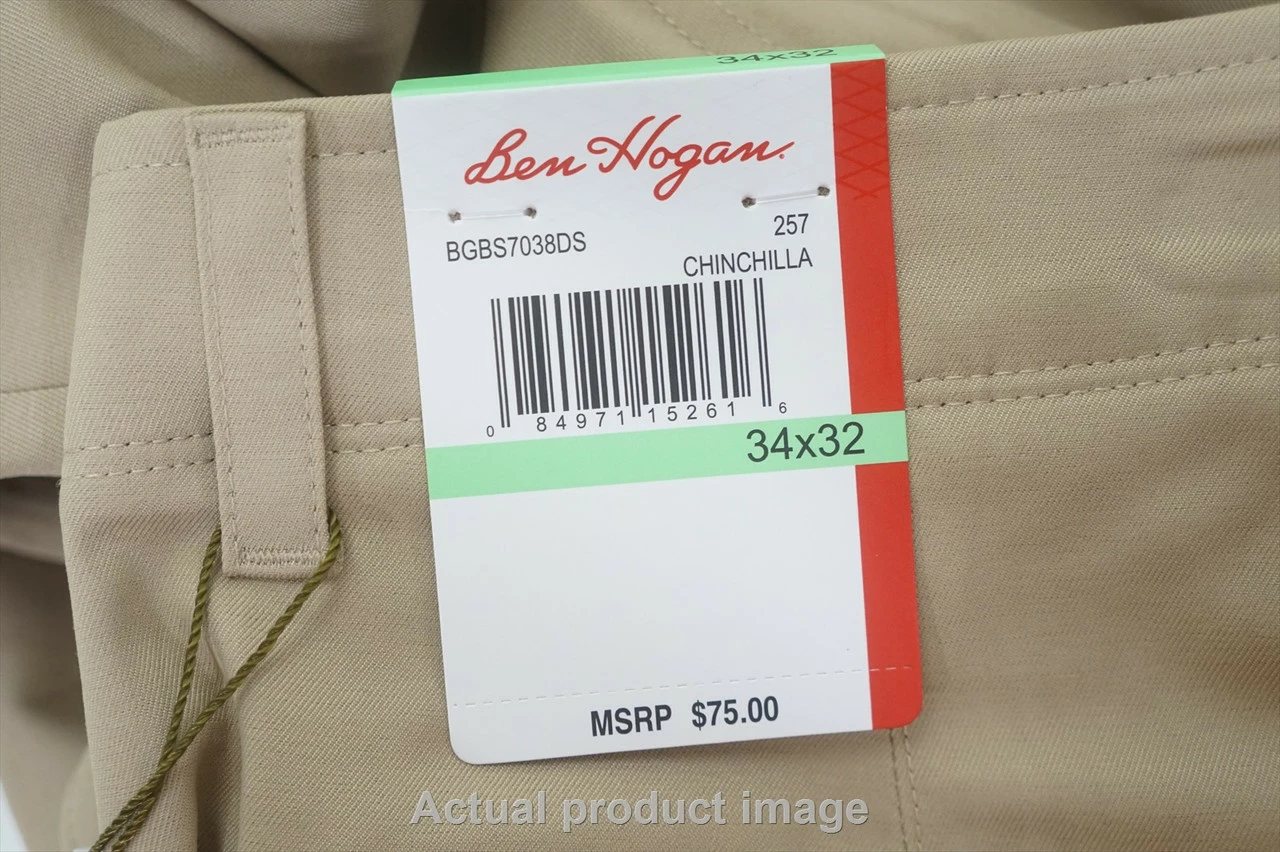 34x32
Ben Hogan.
257
BGBS7038DS
CHINCHILLA
0 84971 15261 6
34x32
MSRP $75.00
Actual product image